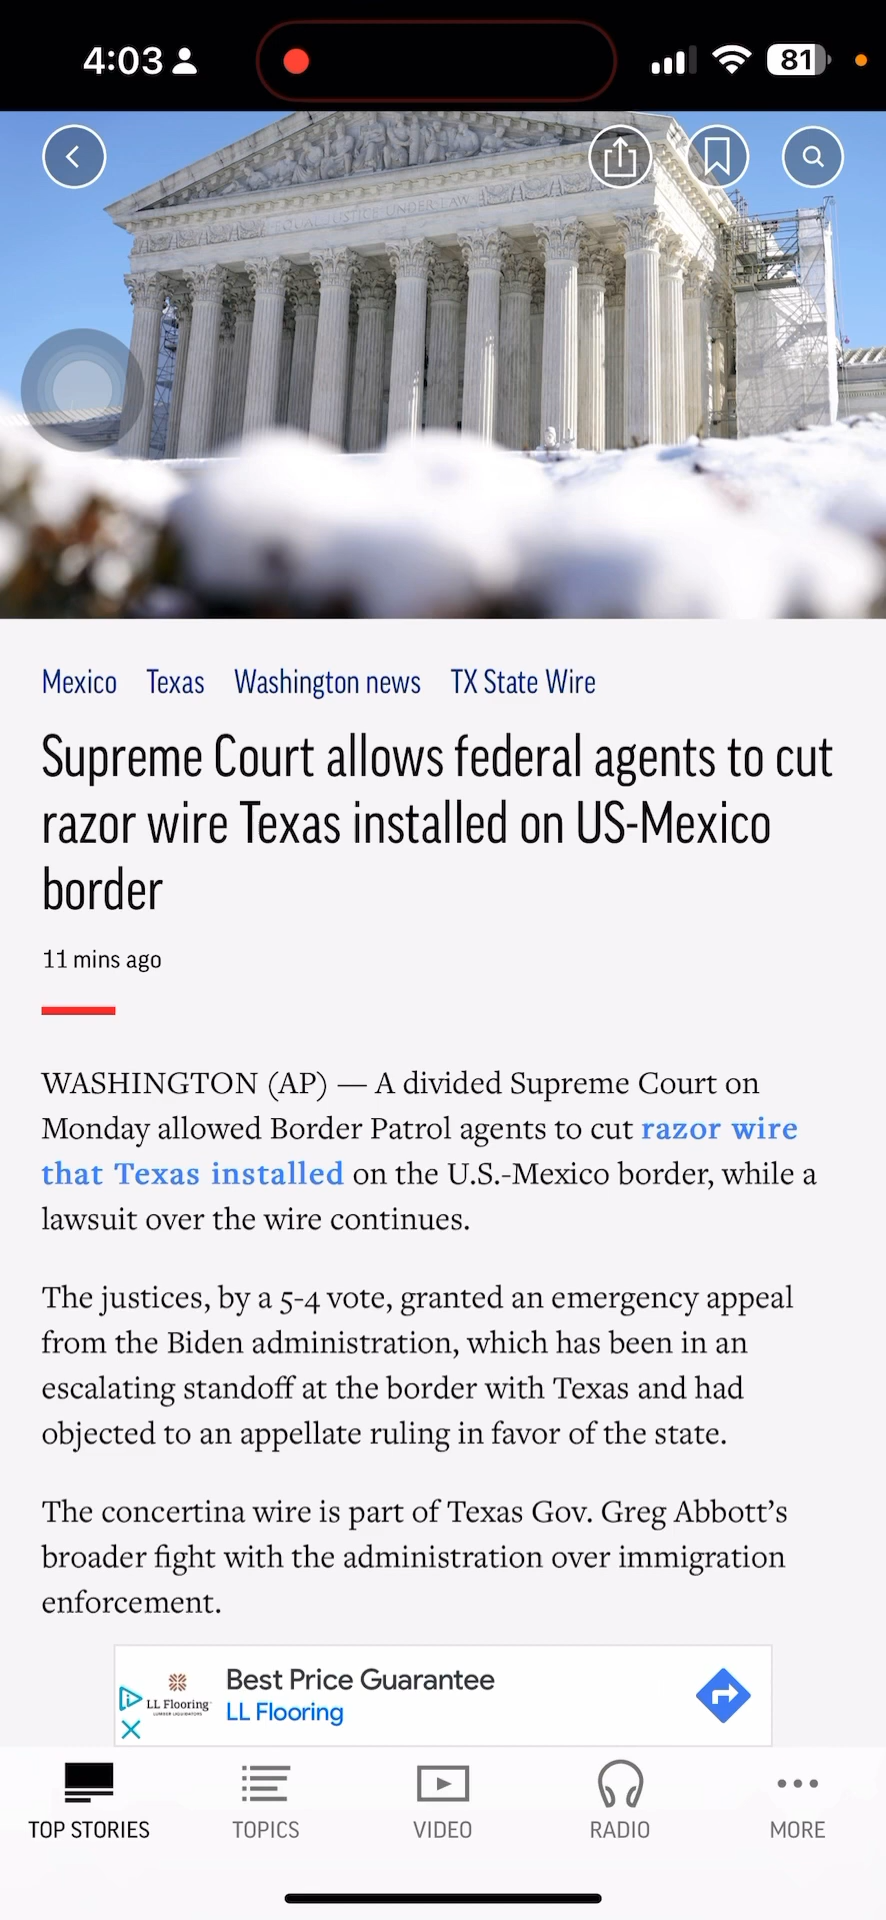 4:03
81
EQUAL JUSTICE UNDER LAW
Mexico Texas Washington news TX State Wire
Supreme Court allows federal agents to cut
razor wire Texas installed on US-Mexico
border
11 mins ago
WASHINGTON (AP) — A divided Supreme Court on
Monday allowed Border Patrol agents to cut razor wire
that Texas installed on the U.S.-Mexico border, while a
lawsuit over the wire continues.
The justices, by a 5-4 vote, granted an emergency appeal
from the Biden administration, which has been in an
escalating standoff at the border with Texas and had
objected to an appellate ruling in favor of the state.
The concertina wire is part of Texas Gov. Greg Abbott’s
broader fight with the administration over immigration
enforcement.
LL Flooring
LUMBER LIQUIDATORS
Best Price Guarantee
LL Flooring
TOP STORIES TOPICS VIDEO RADIO MORE